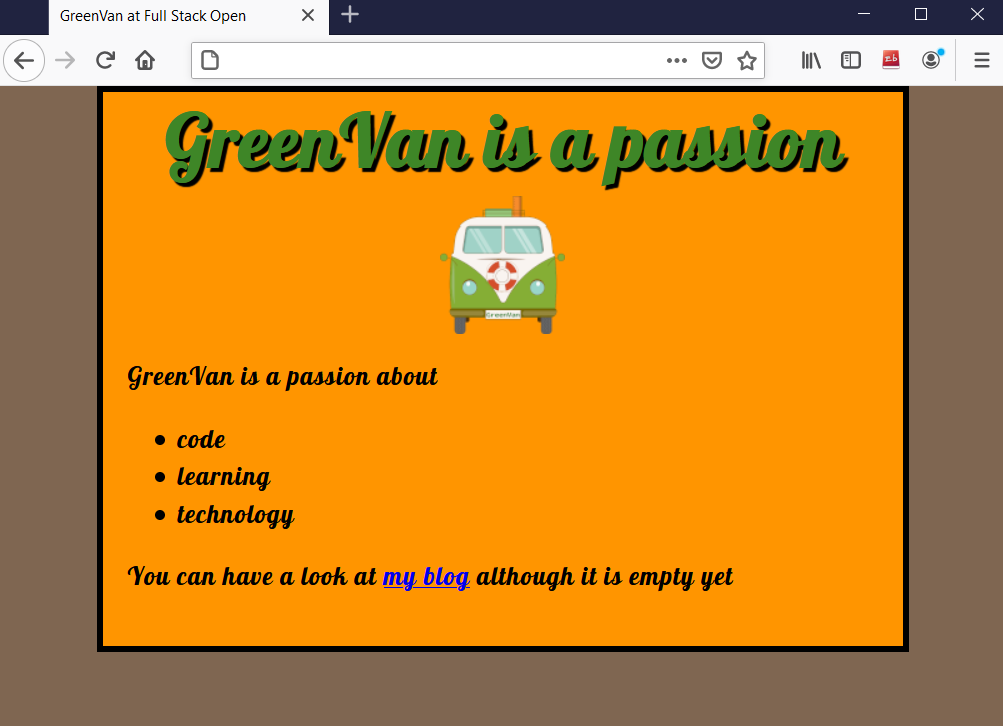 GreenVan at Full Stack Open
GreenVan is a passion
GreenVan
GreenVan is a passion about
code
learning
technology
You can have a look at my blog although it is empty yet